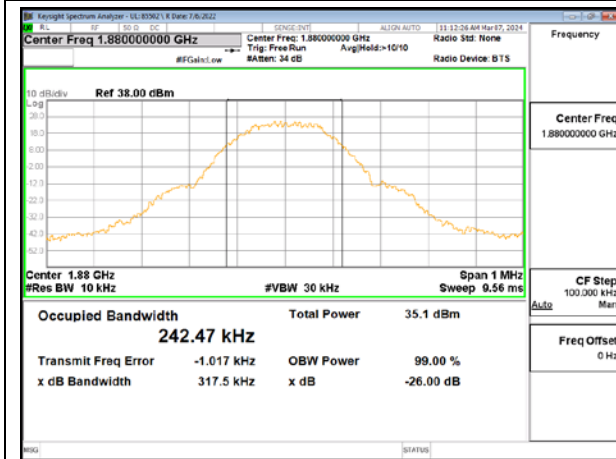 Keysight Spectrum Analyzer - UL: 85502 \ R Date: 7/6/2022
RL RF 50 Ω DC SENSE:INT ALIGN AUTO 11:12:26 AM Mar 07, 2024
Center Freq 1.880000000 GHz Center Freq: 1.880000000 GHz Radio Std: None Frequency
Trig: Free Run Avg|Hold:>10/10
#IFGain:Low #Atten: 34 dB Radio Device: BTS
10 dB/div Ref 38.00 dBm
Log
28.0
18.0
8.00
-2.00
-12.0
-22.0
-32.0
-42.0
-52.0
Center Freq
1.880000000 GHz
Center 1.88 GHz Span 1 MHz
#Res BW 10 kHz #VBW 30 kHz Sweep 9.56 ms
CF Step
100.000 kHz
Auto Man
Occupied Bandwidth Total Power 35.1 dBm
242.47 kHz
Freq Offset
0 Hz
Transmit Freq Error -1.017 kHz OBW Power 99.00 %
x dB Bandwidth 317.5 kHz x dB -26.00 dB
MSG STATUS